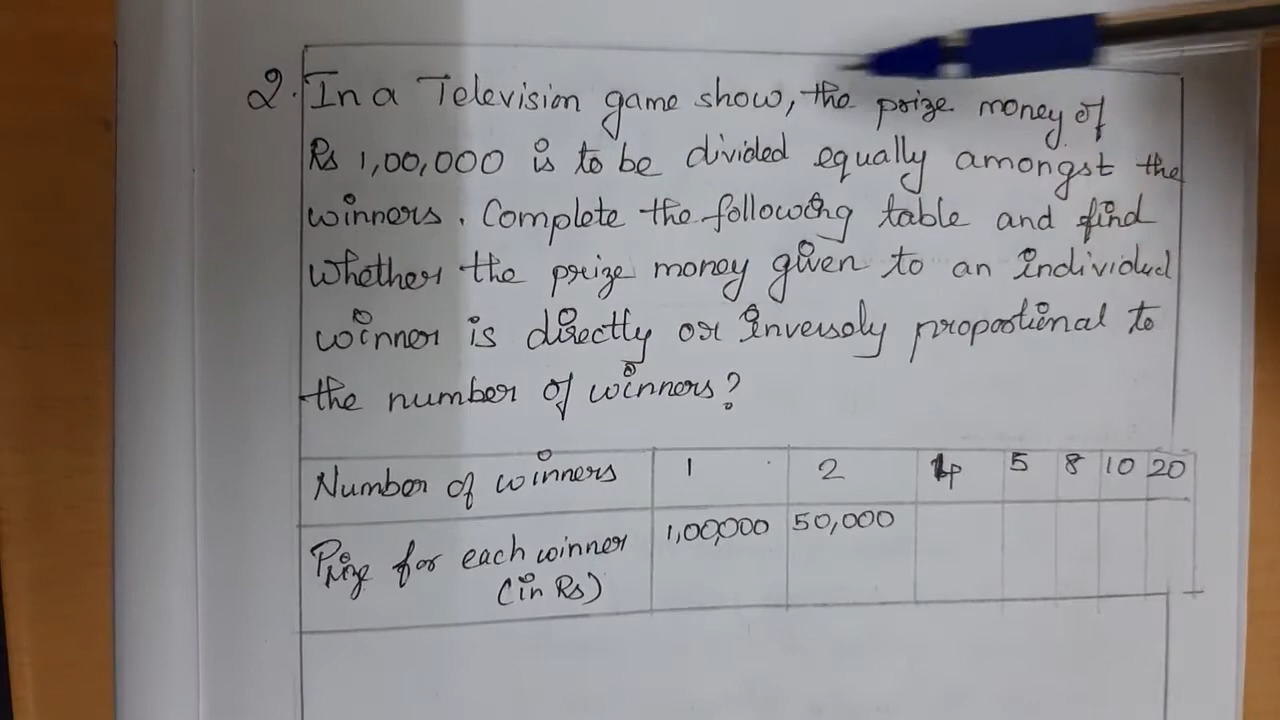 2. In a Television game show, the prize money of
Rs 1,00,000 is to be divided equally amongst the
winners. Complete the following table and find
whether the prize money given to an individual
winner is directly or inversely proportional to
the number of winners?
Number of winners 1 2 4 5 8 10 20
Prize for each winner 1,00,000 50,000
(in Rs)